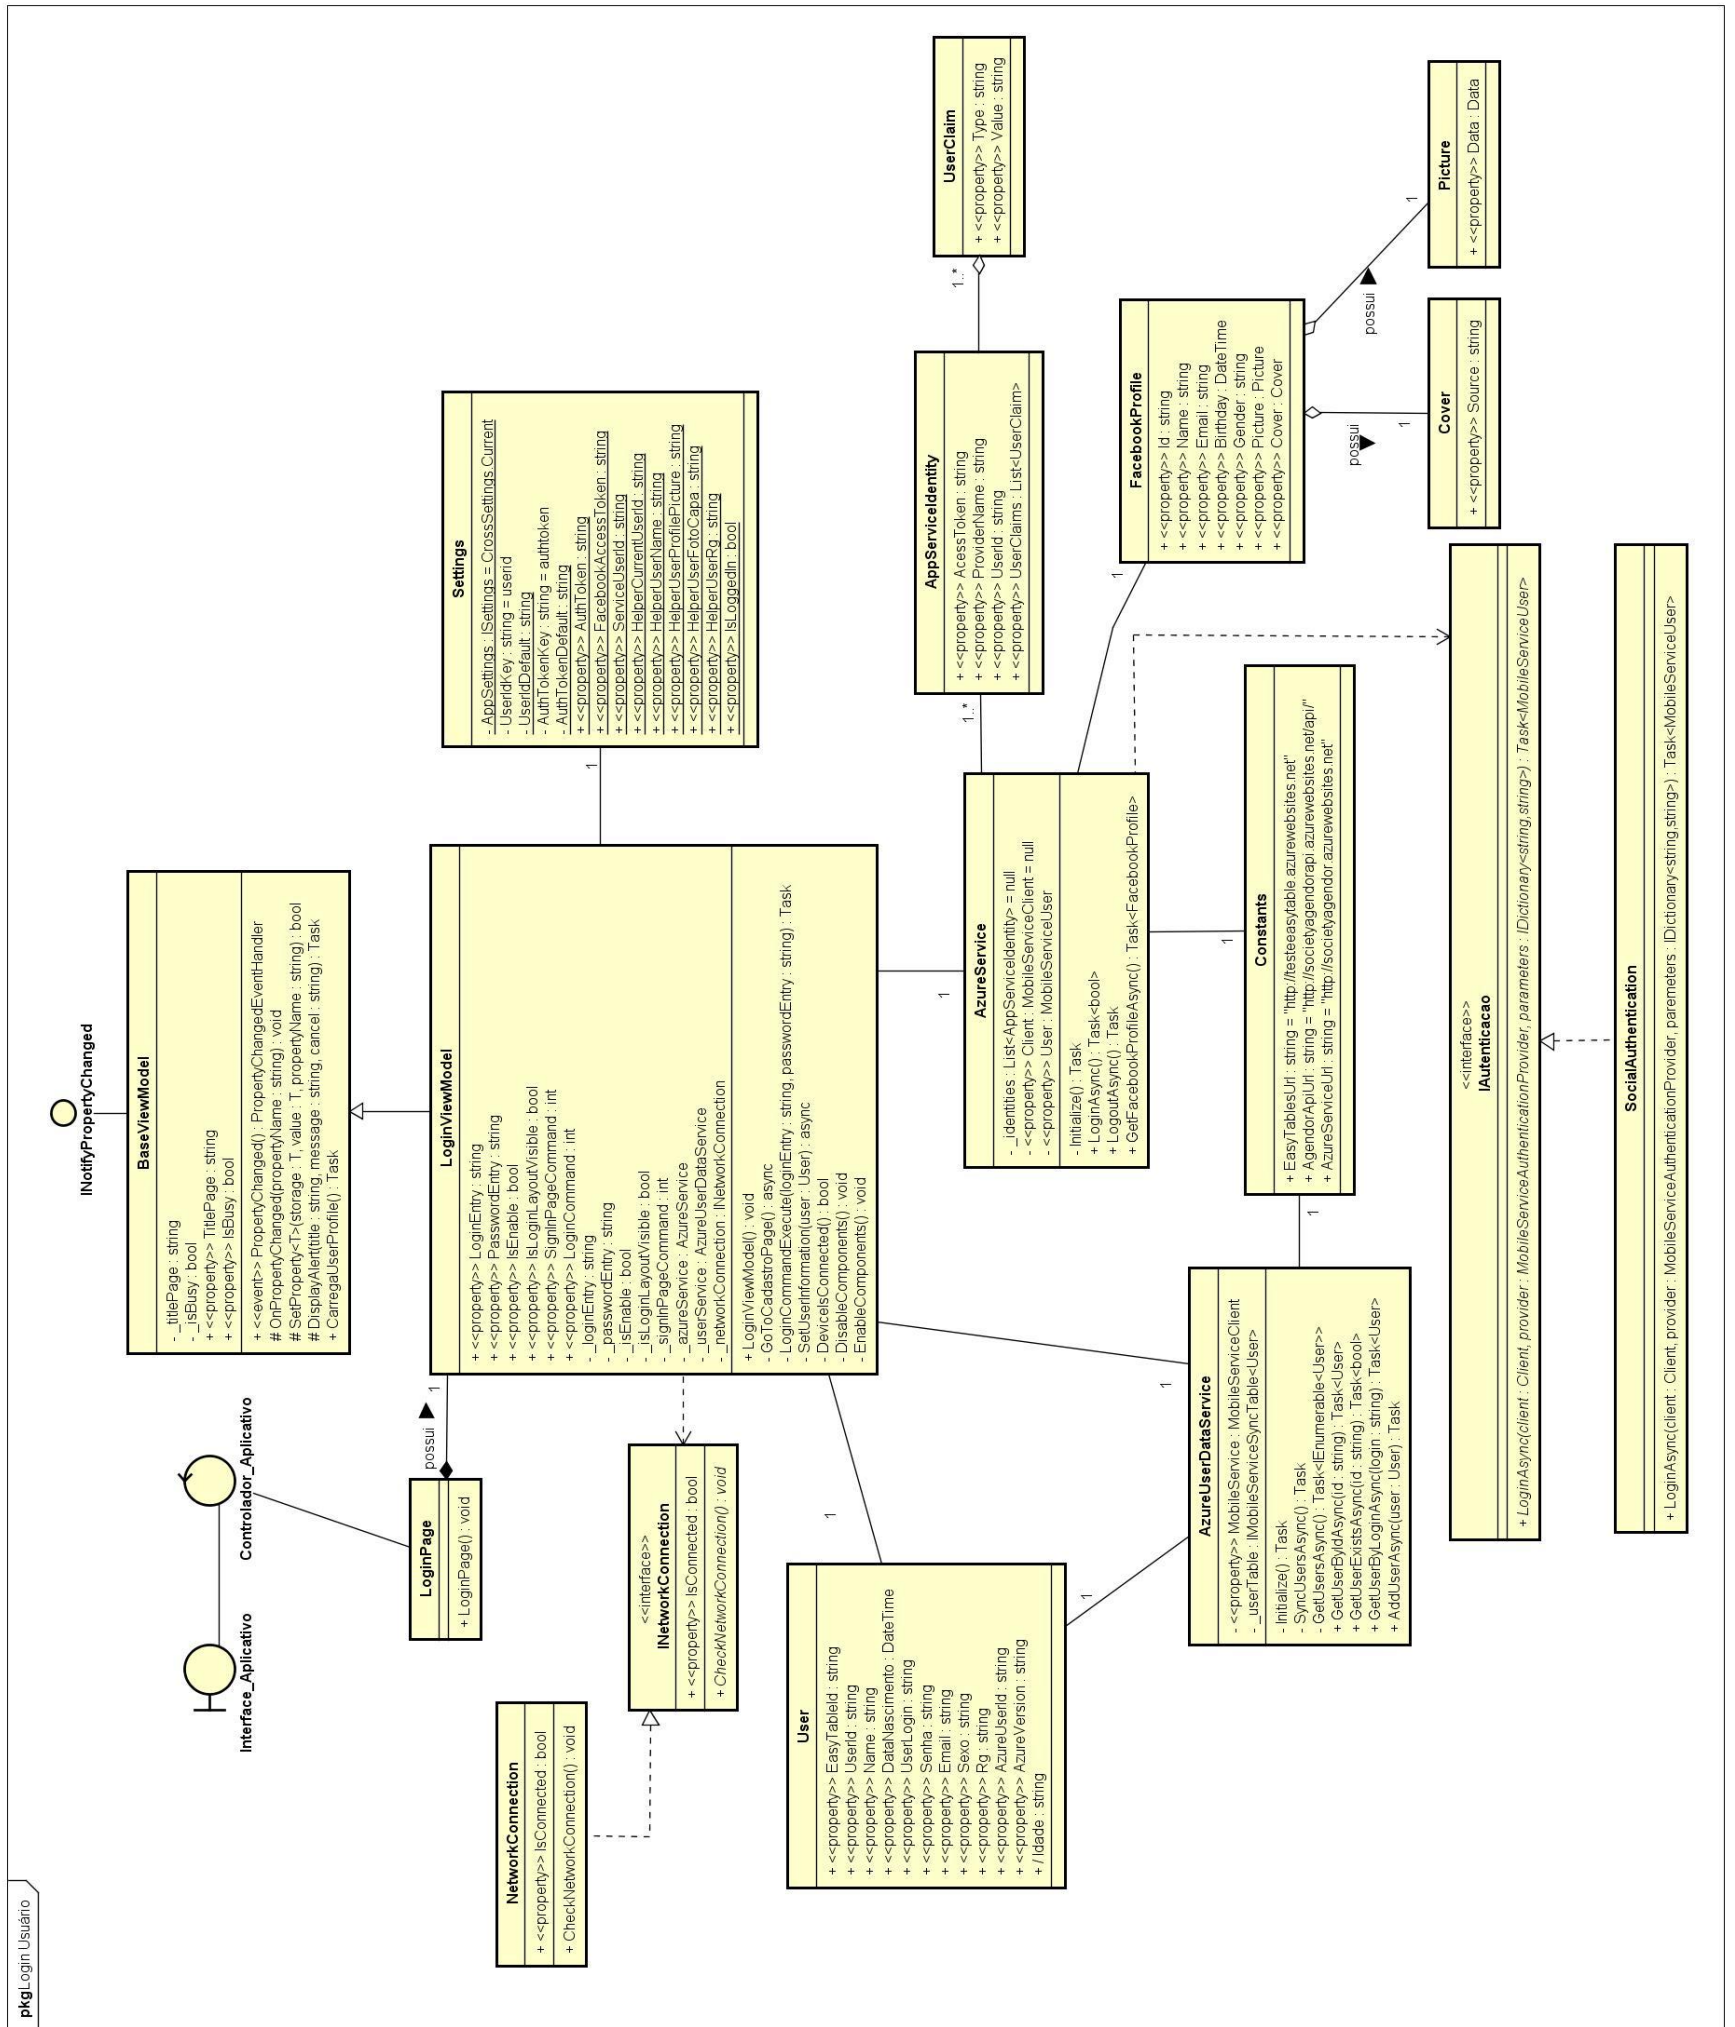 pkgLogin Usuário
INotifyPropertyChanged
BaseViewModel
- _titlePage : string
- _isBusy : bool
+ <<property>> TitlePage : string
+ <<property>> IsBusy : bool
+ <<event>> PropertyChanged() : PropertyChangedEventHandler
# OnPropertyChanged(propertyName : string) : void
# SetProperty<T>(storage : T, value : T, propertyName : string) : bool
# DisplayAlert(title : string, message : string, cancel : string) : Task
+ CarregaUserProfile() : Task
Interface_Aplicativo
Controlador_Aplicativo
LoginPage
+ LoginPage() : void
possui
1
LoginViewModel
+ <<property>> LoginEntry : string
+ <<property>> PasswordEntry : string
+ <<property>> IsEnable : bool
+ <<property>> IsLoginLayoutVisible : bool
+ <<property>> SignInPageCommand : int
+ <<property>> LoginCommand : int
- _loginEntry : string
- _passwordEntry : string
- _isEnable : bool
- _isLoginLayoutVisible : bool
- _signInPageCommand : int
- _azureService : AzureService
- _userService : AzureUserDataService
- _networkConnection : INetworkConnection
+ LoginViewModel() : void
- GoToCadastroPage() : async
- LoginCommandExecute(loginEntry : string, passwordEntry : string) : Task
- SetUserInformation(user : User) : async
- DeviceIsConnected() : bool
- DisableComponents() : void
- EnableComponents() : void
1
Settings
- AppSettings : ISettings = CrossSettings.Current
- UserIdKey : string = userid
- UserIdDefault : string
- AuthTokenKey : string = authtoken
- AuthTokenDefault : string
+ <<property>> AuthToken : string
+ <<property>> FacebookAccessToken : string
+ <<property>> ServiceUserId : string
+ <<property>> HelperCurrentUserId : string
+ <<property>> HelperUserName : string
+ <<property>> HelperUserProfilePicture : string
+ <<property>> HelperUserFotoCapa : string
+ <<property>> HelperUserRg : string
+ <<property>> IsLoggedIn : bool
NetworkConnection
+ <<property>> IsConnected : bool
+ CheckNetworkConnection() : void
<<interface>>
INetworkConnection
+ <<property>> IsConnected : bool
+ CheckNetworkConnection() : void
User
+ <<property>> EasyTableId : string
+ <<property>> UserId : string
+ <<property>> Name : string
+ <<property>> DataNascimento : DateTime
+ <<property>> UserLogin : string
+ <<property>> Senha : string
+ <<property>> Email : string
+ <<property>> Sexo : string
+ <<property>> Rg : string
+ <<property>> AzureUserId : string
+ <<property>> AzureVersion : string
+ / Idade : string
1
1
1
1
AzureService
- _identities : List<AppServiceIdentity> = null
- <<property>> Client : MobileServiceClient = null
- <<property>> User : MobileServiceUser
- Initialize() : Task
+ LoginAsync() : Task<bool>
+ LogoutAsync() : Task
+ GetFacebookProfileAsync() : Task<FacebookProfile>
1..*
AppServiceIdentity
+ <<property>> AcessToken : string
+ <<property>> ProviderName : string
+ <<property>> UserId : string
+ <<property>> UserClaims : List<UserClaim>
1..*
UserClaim
+ <<property>> Type : string
+ <<property>> Value : string
1
FacebookProfile
+ <<property>> Id : string
+ <<property>> Name : string
+ <<property>> Email : string
+ <<property>> Birthday : DateTime
+ <<property>> Gender : string
+ <<property>> Picture : Picture
+ <<property>> Cover : Cover
possui
1
possui
1
Cover
+ <<property>> Source : string
Picture
+ <<property>> Data : Data
AzureUserDataService
- <<property>> MobileService : MobileServiceClient
- _userTable : IMobileServiceSyncTable<User>
- Initialize() : Task
- SyncUsersAsync() : Task
- GetUsersAsync() : Task<IEnumerable<User>>
+ GetUserByIdAsync(id : string) : Task<User>
+ GetUserExistsAsync(id : string) : Task<bool>
+ GetUserByLoginAsync(login : string) : Task<User>
+ AddUserAsync(user : User) : Task
1
1
Constants
+ EasyTablesUrl : string = "http://testeeasytable.azurewebsites.net"
+ AgendorApiUrl : string = "http://societyagendorapi.azurewebsites.net/api/"
+ AzureServiceUrl : string = "http://societyagendor.azurewebsites.net"
<<interface>>
IAutenticacao
+ LoginAsync(client : Client, provider : MobileServiceAuthenticationProvider, parameters : IDictionary<string,string>) : Task<MobileServiceUser>
SocialAuthentication
+ LoginAsync(client : Client, provider : MobileServiceAuthenticationProvider, paremeters : IDictionary<string,string>) : Task<MobileServiceUser>